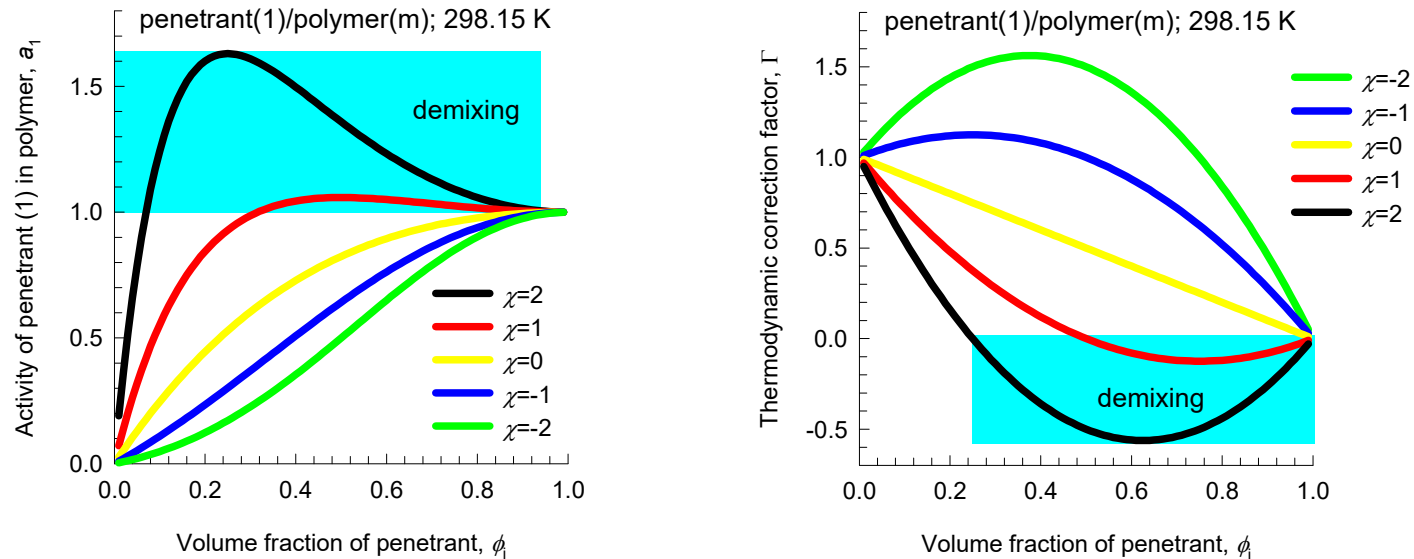 penetrant(1)/polymer(m); 298.15 K
Activity of penetrant (1) in polymer, a₁
1.5
1.0
0.5
0.0
demixing
χ=2
χ=1
χ=0
χ=-1
χ=-2
0.0 0.2 0.4 0.6 0.8 1.0
Volume fraction of penetrant, ϕᵢ
penetrant(1)/polymer(m); 298.15 K
Thermodynamic correction factor, Γ
1.5
1.0
0.5
0.0
-0.5
χ=-2
χ=-1
χ=0
χ=1
χ=2
demixing
0.0 0.2 0.4 0.6 0.8 1.0
Volume fraction of penetrant, ϕᵢ